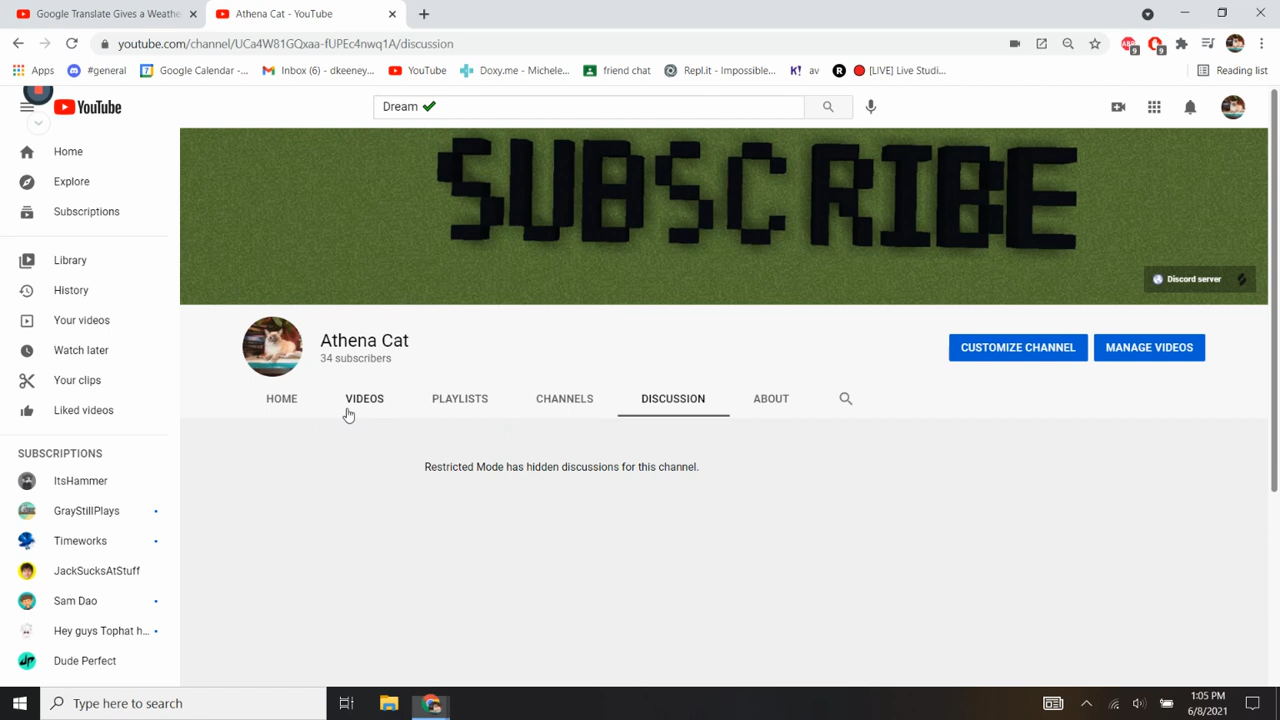 Google Translate Gives a Weathe
Athena Cat - YouTube
youtube.com/channel/UCa4W81GQxaa-fUPEc4nwq1A/discussion
9
9
Apps
#general
7
Google Calendar -...
Inbox (6) - dkeeney...
YouTube
Doxy.me - Michele...
friend chat
Repl.it - Impossible...
K!
av
R
[LIVE] Live Studi...
Reading list
YouTube
Dream ✔
Home
Explore
Subscriptions
Library
History
Your videos
Watch later
Your clips
Liked videos
SUBSCRIPTIONS
ItsHammer
GrayStillPlays
Timeworks
JackSucksAtStuff
Sam Dao
Hey guys Tophat h...
Dude Perfect
SUBSCRIBE
Discord server
Athena Cat
34 subscribers
CUSTOMIZE CHANNEL
MANAGE VIDEOS
HOME
VIDEOS
PLAYLISTS
CHANNELS
DISCUSSION
ABOUT
Restricted Mode has hidden discussions for this channel.
Type here to search
1:05 PM
6/8/2021